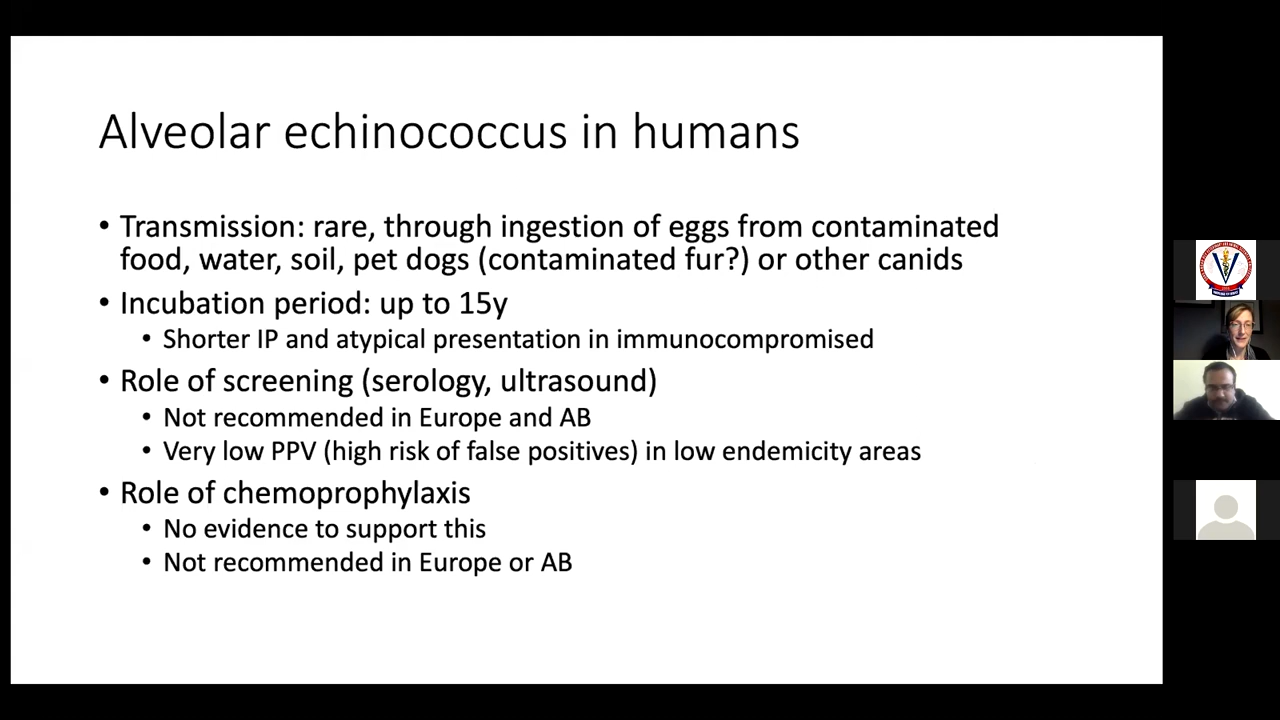 Alveolar echinococcus in humans
• Transmission: rare, through ingestion of eggs from contaminated
food, water, soil, pet dogs (contaminated fur?) or other canids
• Incubation period: up to 15y
• Shorter IP and atypical presentation in immunocompromised
• Role of screening (serology, ultrasound)
• Not recommended in Europe and AB
• Very low PPV (high risk of false positives) in low endemicity areas
• Role of chemoprophylaxis
• No evidence to support this
• Not recommended in Europe or AB
V